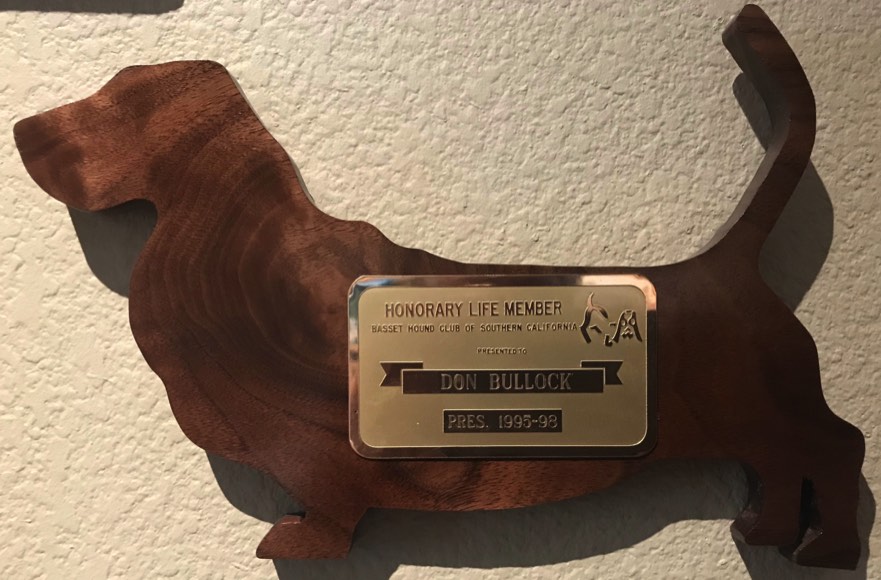 HONORARY LIFE MEMBER
BASSET HOUND CLUB OF SOUTHERN CALIFORNIA
PRESENTED TO
DON BULLOCK
PRES. 1995-98